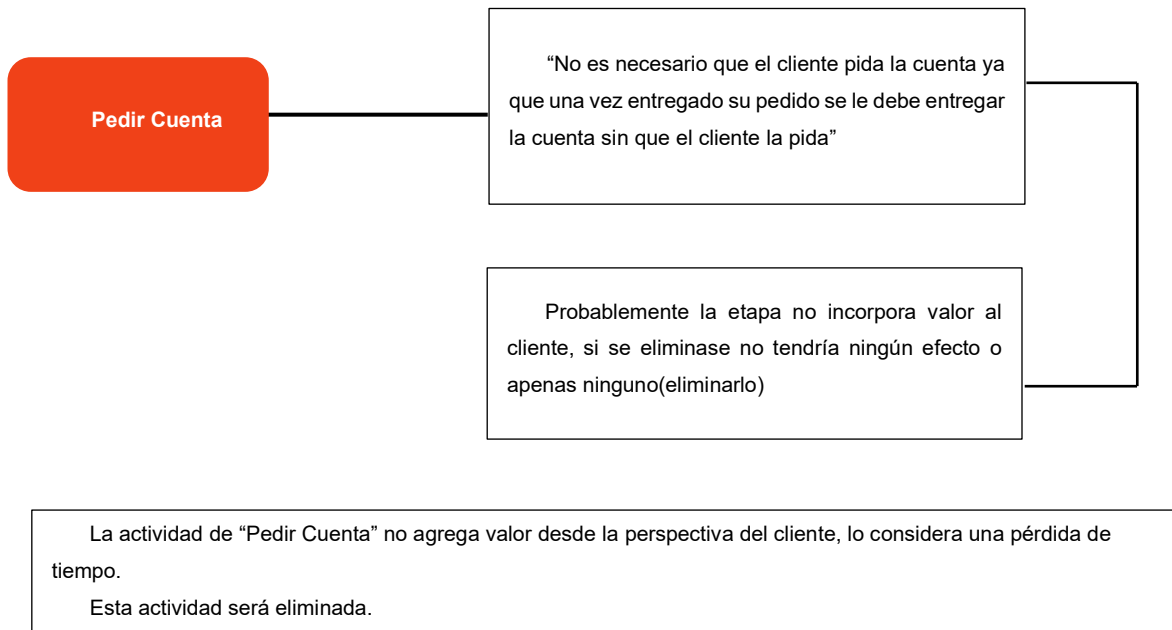 Pedir Cuenta
“No es necesario que el cliente pida la cuenta ya
que una vez entregado su pedido se le debe entregar
la cuenta sin que el cliente la pida”
Probablemente la etapa no incorpora valor al
cliente, si se eliminase no tendría ningún efecto o
apenas ninguno(eliminarlo)
La actividad de “Pedir Cuenta” no agrega valor desde la perspectiva del cliente, lo considera una pérdida de
tiempo.
Esta actividad será eliminada.